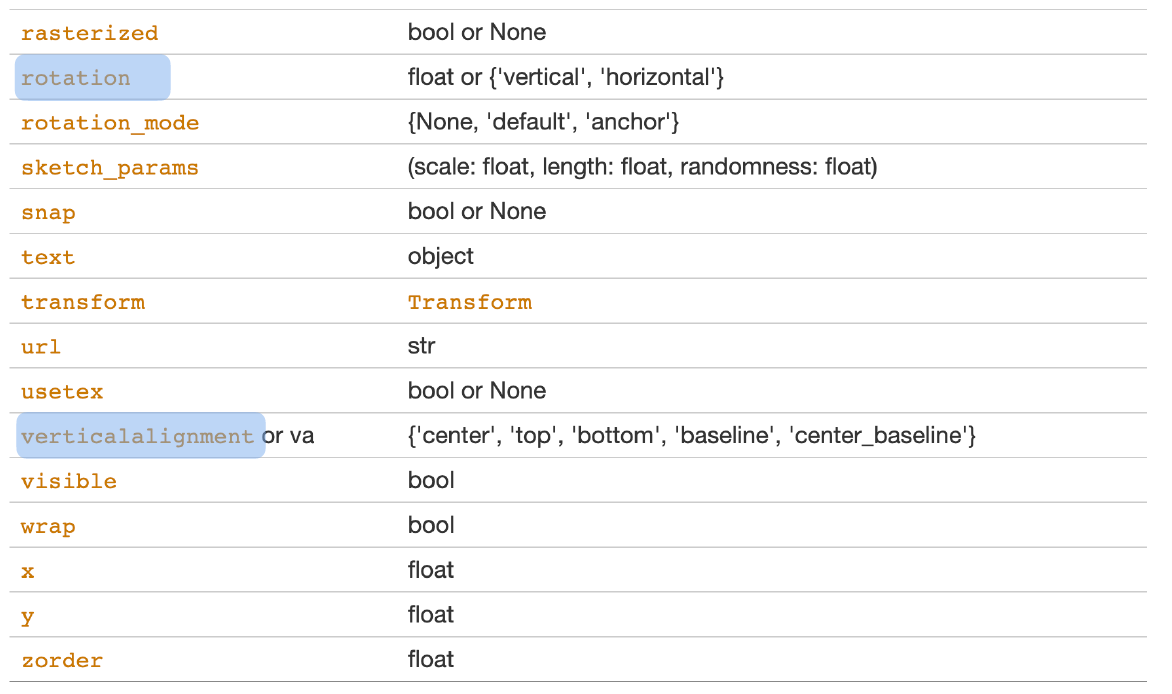 rasterized bool or None
rotation float or {'vertical', 'horizontal'}
rotation_mode {None, 'default', 'anchor'}
sketch_params (scale: float, length: float, randomness: float)
snap bool or None
text object
transform Transform
url str
usetex bool or None
verticalalignment or va {'center', 'top', 'bottom', 'baseline', 'center_baseline'}
visible bool
wrap bool
x float
y float
zorder float